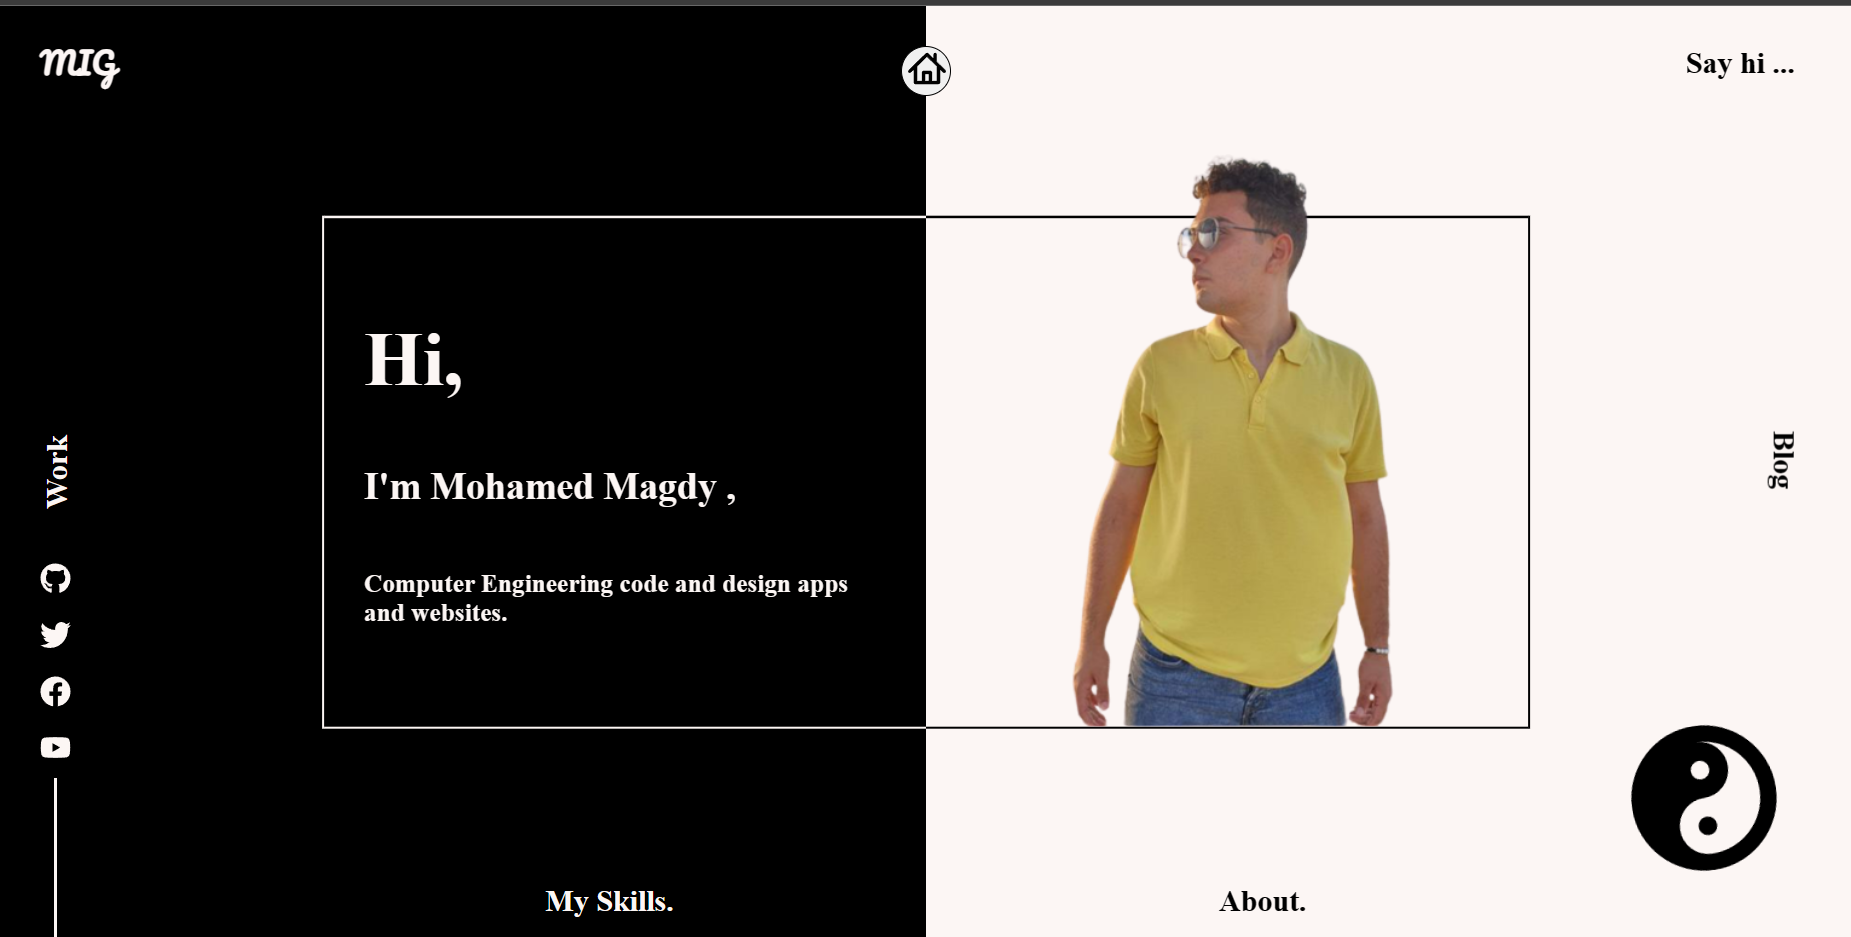 MIG
Say hi ...
Hi,
I'm Mohamed Magdy ,
Computer Engineering code and design apps
and websites.
Work
Blog
My Skills.
About.